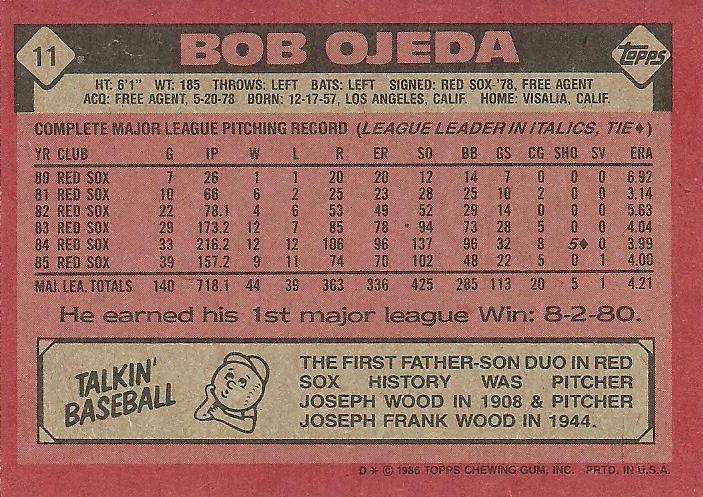 11
BOB OJEDA
topps
HT: 6'1" WT: 185 THROWS: LEFT BATS: LEFT SIGNED: RED SOX-'78, FREE AGENT
ACQ: FREE AGENT, 5-20-78 BORN: 12-17-57, LOS ANGELES, CALIF. HOME: VISALIA, CALIF.
COMPLETE MAJOR LEAGUE PITCHING RECORD (LEAGUE LEADER IN ITALICS, TIE♦)
YR CLUB G IP W L R ER SO BB GS CG SHO SV ERA
80 RED SOX 7 26 1 1 20 20 12 14 7 0 0 0 6.92
81 RED SOX 10 66 6 2 25 23 28 25 10 2 0 0 3.14
82 RED SOX 22 78.1 4 6 53 49 52 29 14 0 0 0 5.63
83 RED SOX 29 173.2 12 7 85 78 94 73 28 5 0 0 4.04
84 RED SOX 33 216.2 12 12 106 96 137 96 32 8 5♦ 0 3.99
85 RED SOX 39 157.2 9 11 74 70 102 48 22 5 0 1 4.00
MAJ. LEA. TOTALS 140 718.1 44 39 363 336 425 285 113 20 5 1 4.21
He earned his 1st major league Win: 8-2-80.
TALKIN'
BASEBALL
THE FIRST FATHER-SON DUO IN RED
SOX HISTORY WAS PITCHER
JOSEPH WOOD IN 1908 & PITCHER
JOSEPH FRANK WOOD IN 1944.
D* © 1986 TOPPS CHEWING GUM, INC. PRTD. IN U.S.A.